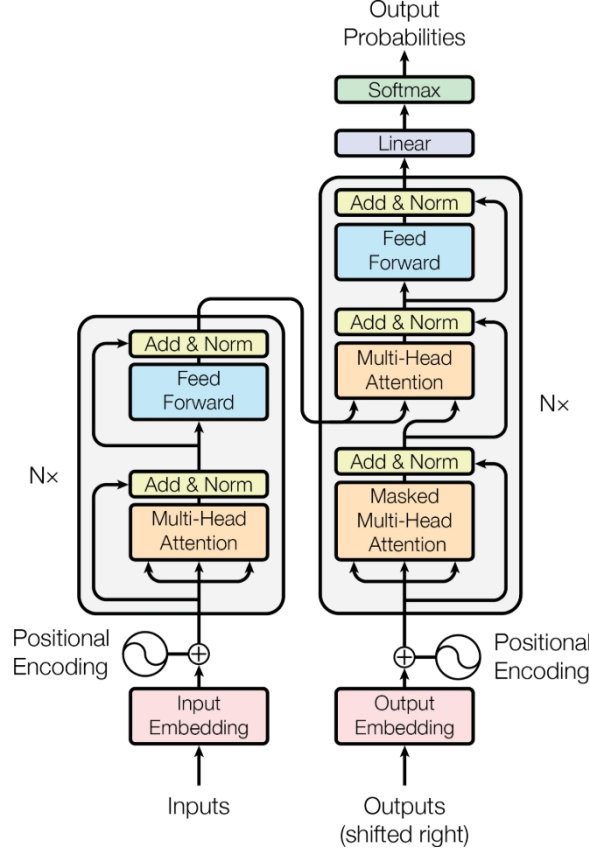 Output
Probabilities
Softmax
Linear
Add & Norm
Feed
Forward
Add & Norm
Multi-Head
Attention
Add & Norm
Masked
Multi-Head
Attention
N×
Add & Norm
Feed
Forward
Add & Norm
Multi-Head
Attention
N×
Positional
Encoding
Positional
Encoding
Input
Embedding
Output
Embedding
Inputs
Outputs
(shifted right)